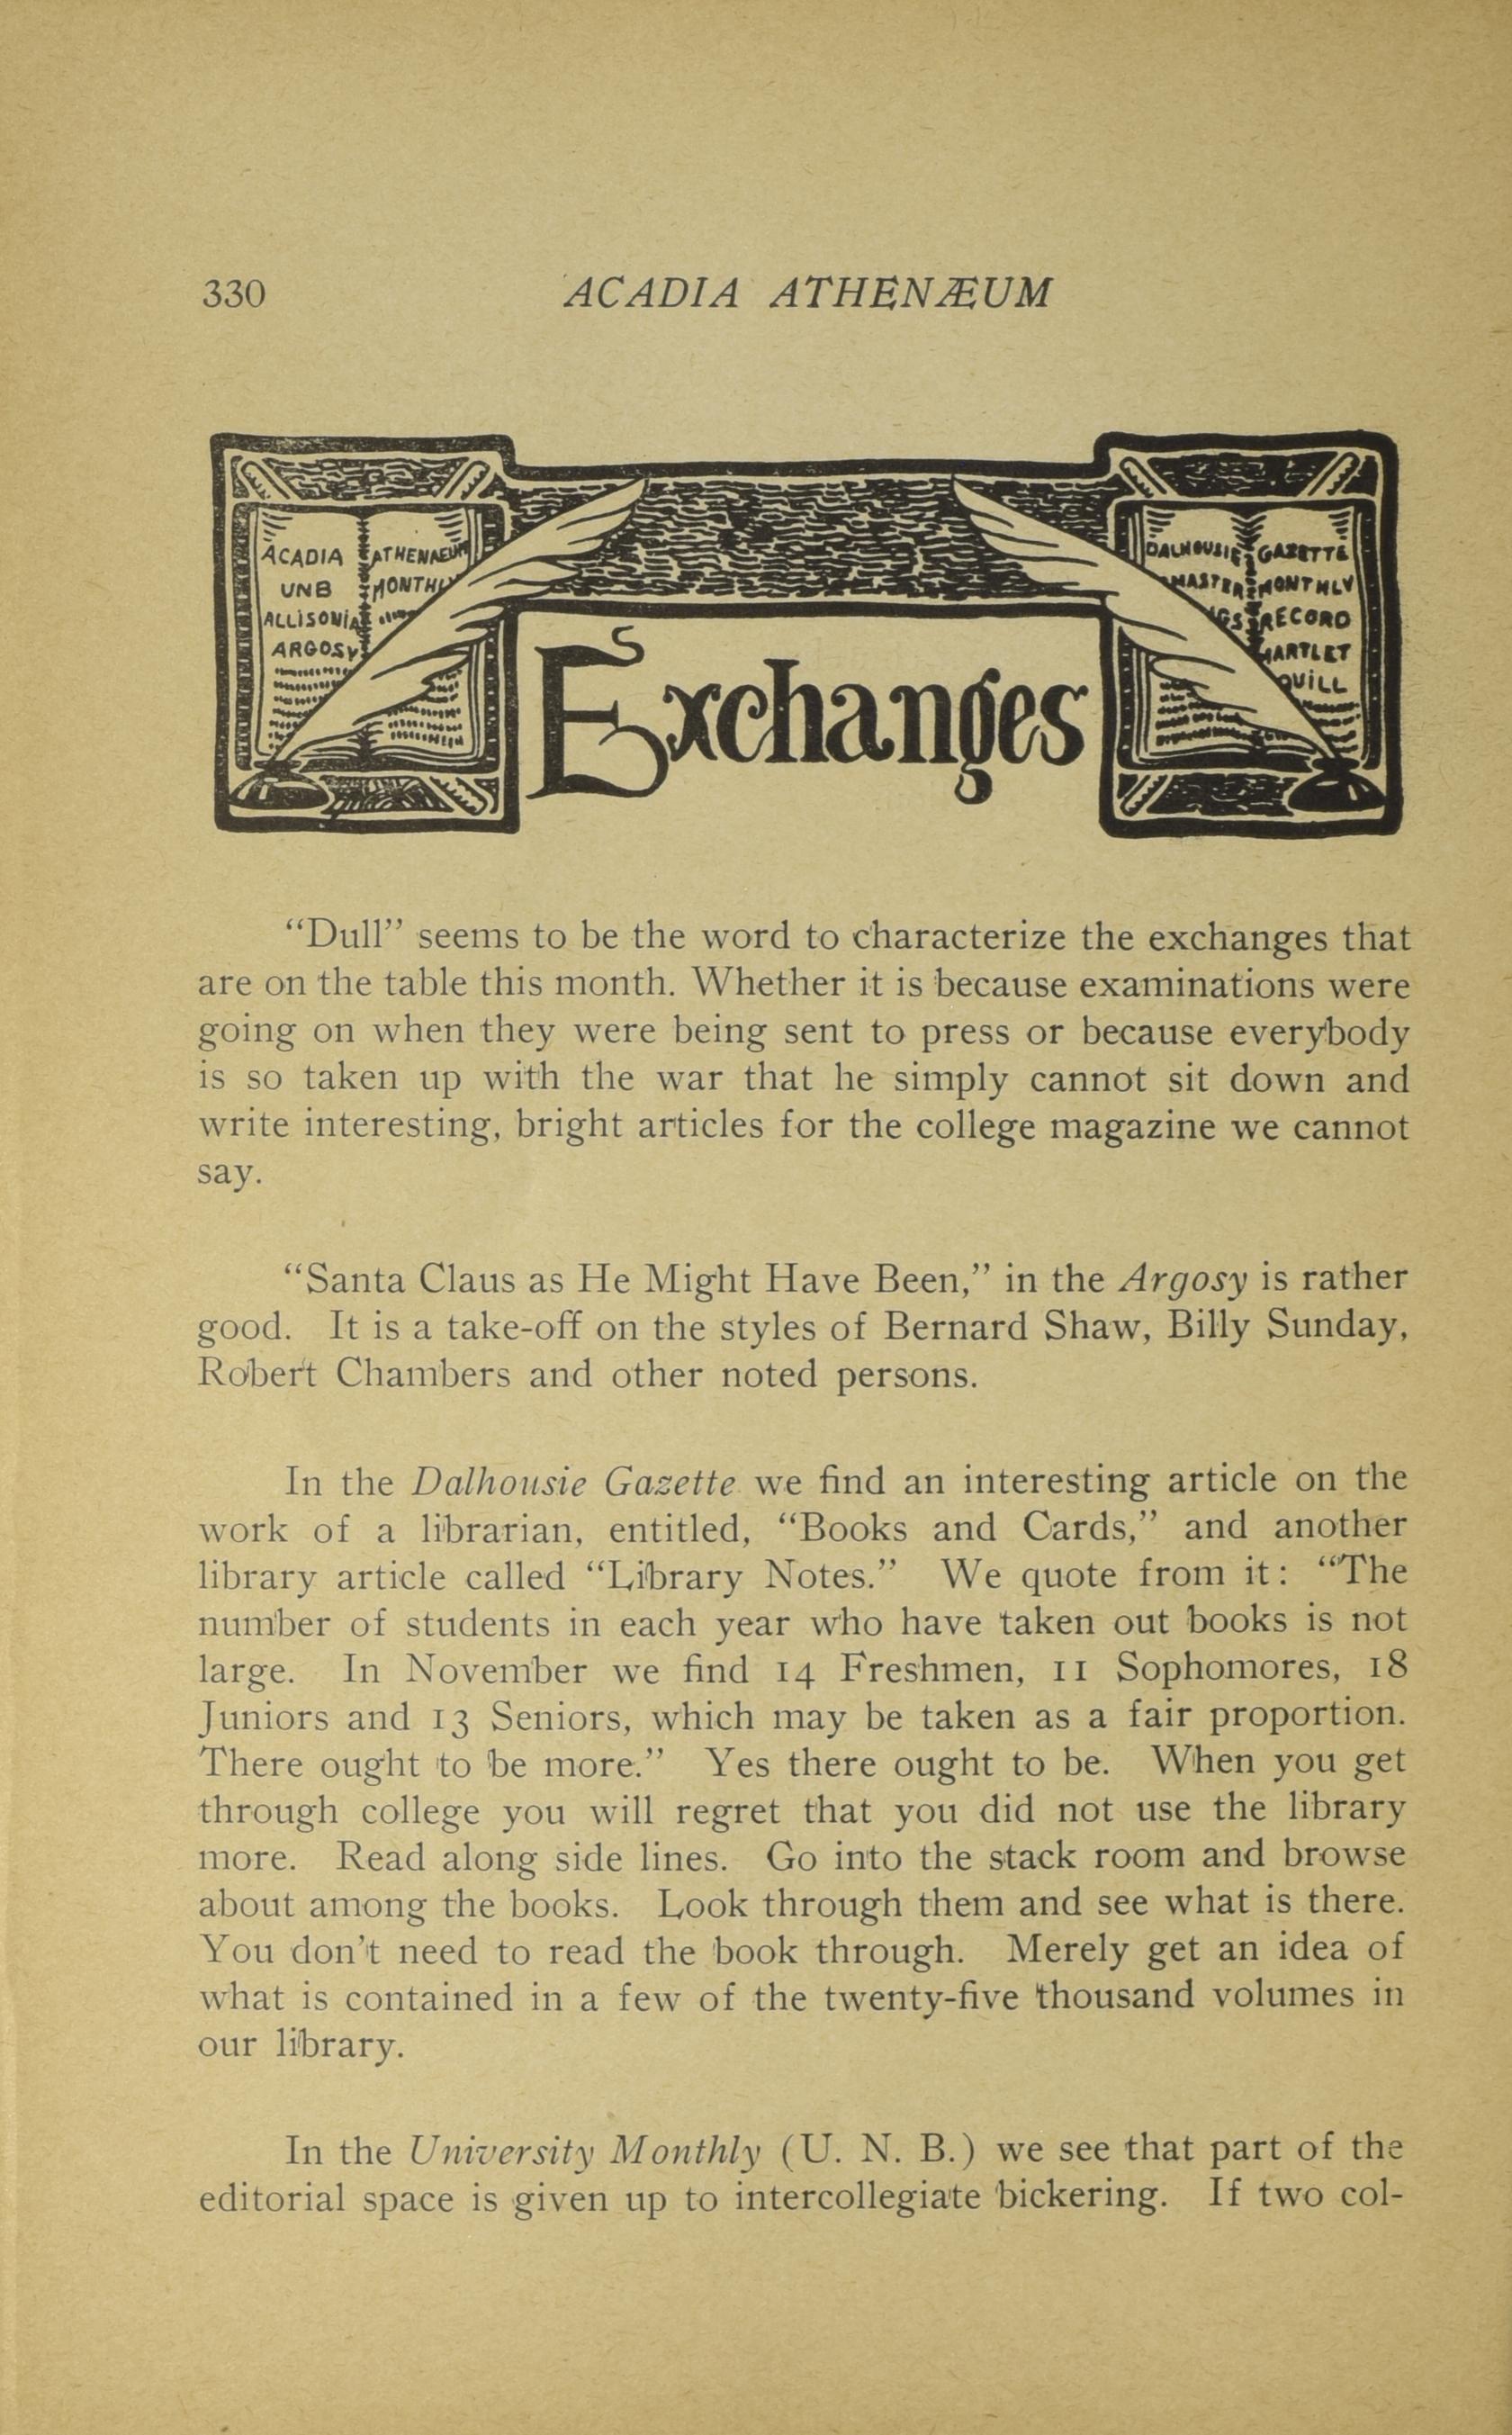 330
ACADIA ATHENÆUM
ACADIA ATHENAEUM
UNB MONTHLY
ALLISONIA
ARGOSY
DALHOUSIE GAZETTE
MASTER MONTHLY
GS RECORD
MARTLET
QUILL
Exchanges
“Dull” seems to be the word to characterize the exchanges that
are on the table this month. Whether it is because examinations were
going on when they were being sent to press or because everybody
is so taken up with the war that he simply cannot sit down and
write interesting, bright articles for the college magazine we cannot
say.
“Santa Claus as He Might Have Been,” in the Argosy is rather
good. It is a take-off on the styles of Bernard Shaw, Billy Sunday,
Robert Chambers and other noted persons.
In the Dalhousie Gazette we find an interesting article on the
work of a librarian, entitled, “Books and Cards,” and another
library article called “Library Notes.” We quote from it: “The
number of students in each year who have taken out books is not
large. In November we find 14 Freshmen, 11 Sophomores, 18
Juniors and 13 Seniors, which may be taken as a fair proportion.
There ought to be more.” Yes there ought to be. When you get
through college you will regret that you did not use the library
more. Read along side lines. Go into the stack room and browse
about among the books. Look through them and see what is there.
You don’t need to read the book through. Merely get an idea of
what is contained in a few of the twenty-five thousand volumes in
our library.
In the University Monthly (U. N. B.) we see that part of the
editorial space is given up to intercollegiate bickering. If two col-